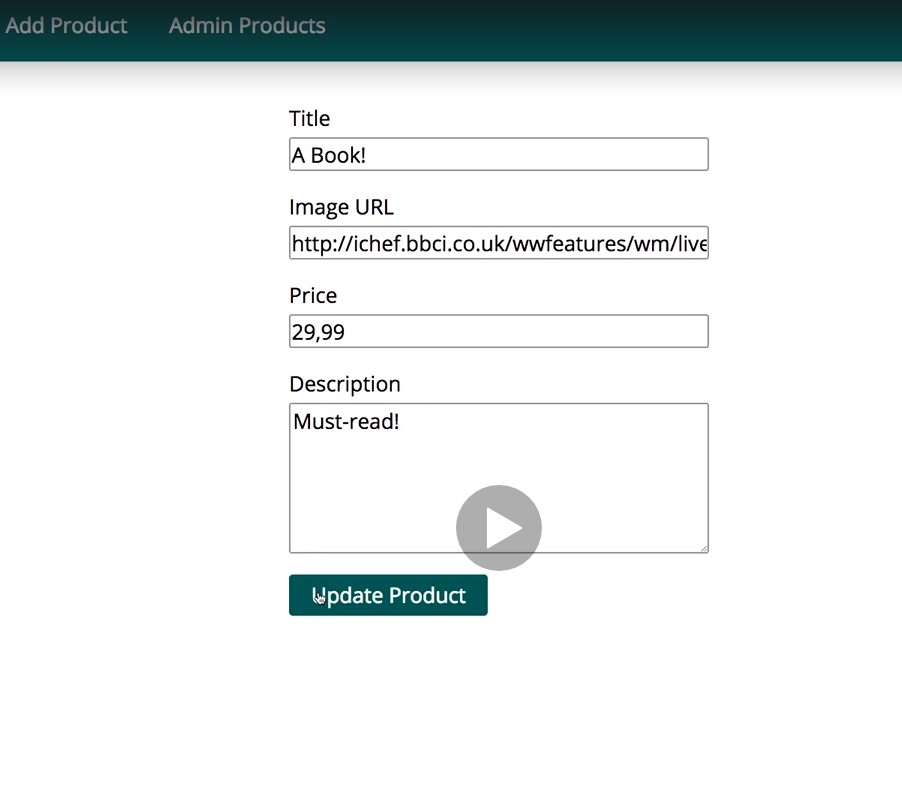 Add Product Admin Products
Title
A Book!
Image URL
http://ichef.bbci.co.uk/wwfeatures/wm/live
Price
29,99
Description
Must-read!
Update Product